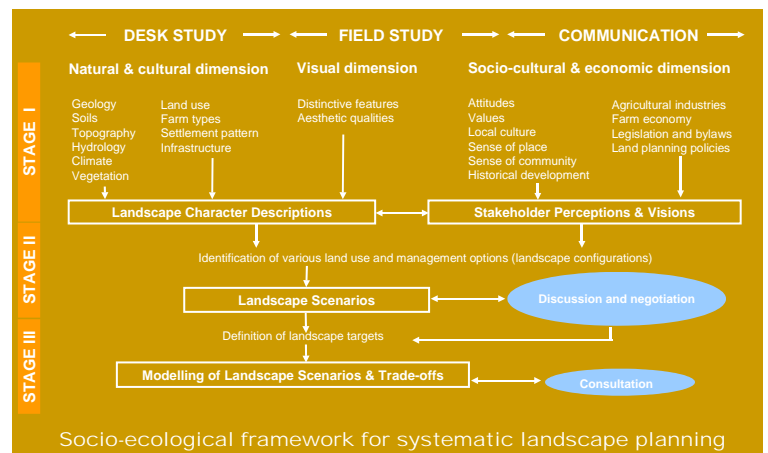 DESK STUDY
FIELD STUDY
COMMUNICATION
Natural & cultural dimension
Visual dimension
Socio-cultural & economic dimension
STAGE I
Geology
Soils
Topography
Hydrology
Climate
Vegetation
Land use
Farm types
Settlement pattern
Infrastructure
Distinctive features
Aesthetic qualities
Attitudes
Values
Local culture
Sense of place
Sense of community
Historical development
Agricultural industries
Farm economy
Legislation and bylaws
Land planning policies
Landscape Character Descriptions
Stakeholder Perceptions & Visions
STAGE II
Identification of various land use and management options (landscape configurations)
Landscape Scenarios
Discussion and negotiation
STAGE III
Definition of landscape targets
Modelling of Landscape Scenarios & Trade-offs
Consultation
Socio-ecological framework for systematic landscape planning